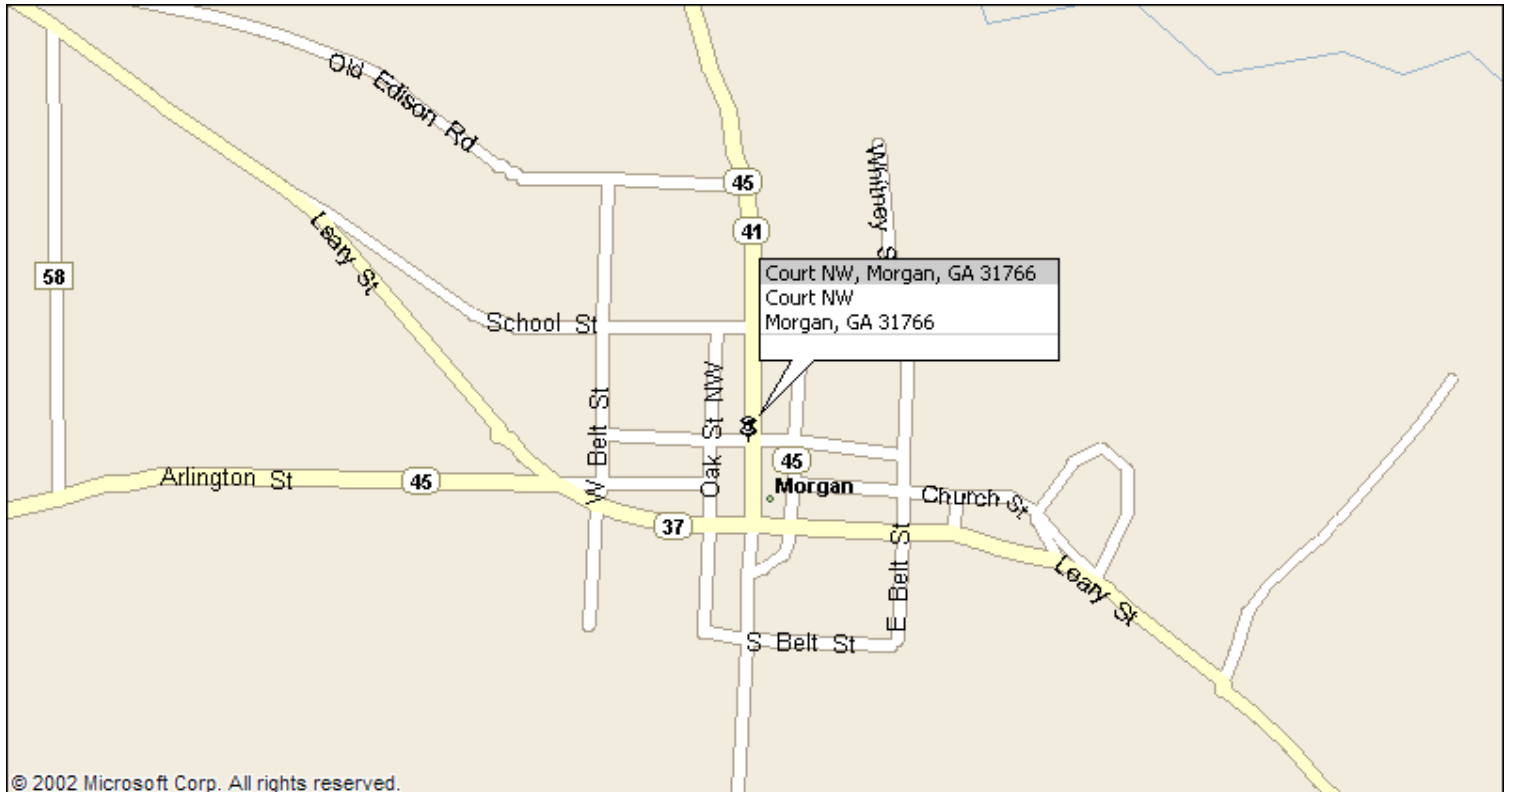 Old Edison Rd
45
Whitney S
41
Leary St
58
Court NW, Morgan, GA 31766
Court NW
Morgan, GA 31766
School St
W Belt St
Oak St NW
45
Arlington St
45
Morgan
Church St
37
E Belt St
Leary St
S Belt St
© 2002 Microsoft Corp. All rights reserved.